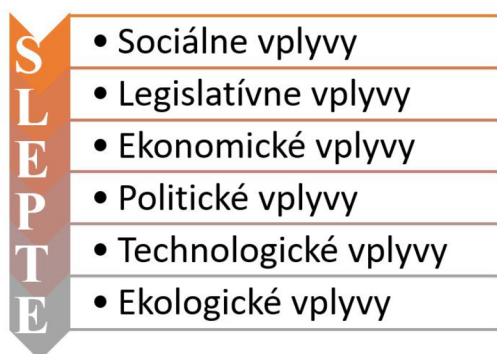 S • Sociálne vplyvy
L • Legislatívne vplyvy
E • Ekonomické vplyvy
P • Politické vplyvy
T • Technologické vplyvy
E • Ekologické vplyvy